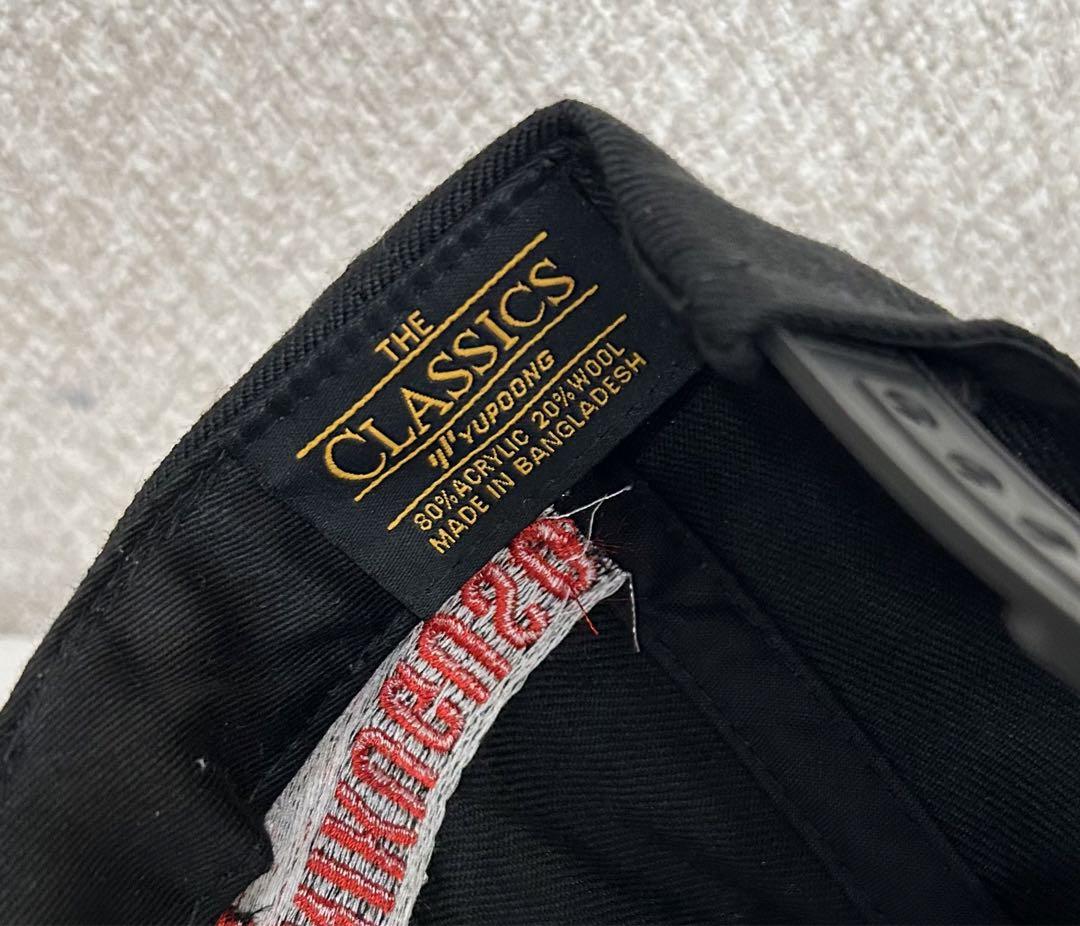 THE
CLASSICS
YUPOONG
80% ACRYLIC 20% WOOL
MADE IN BANGLADESH